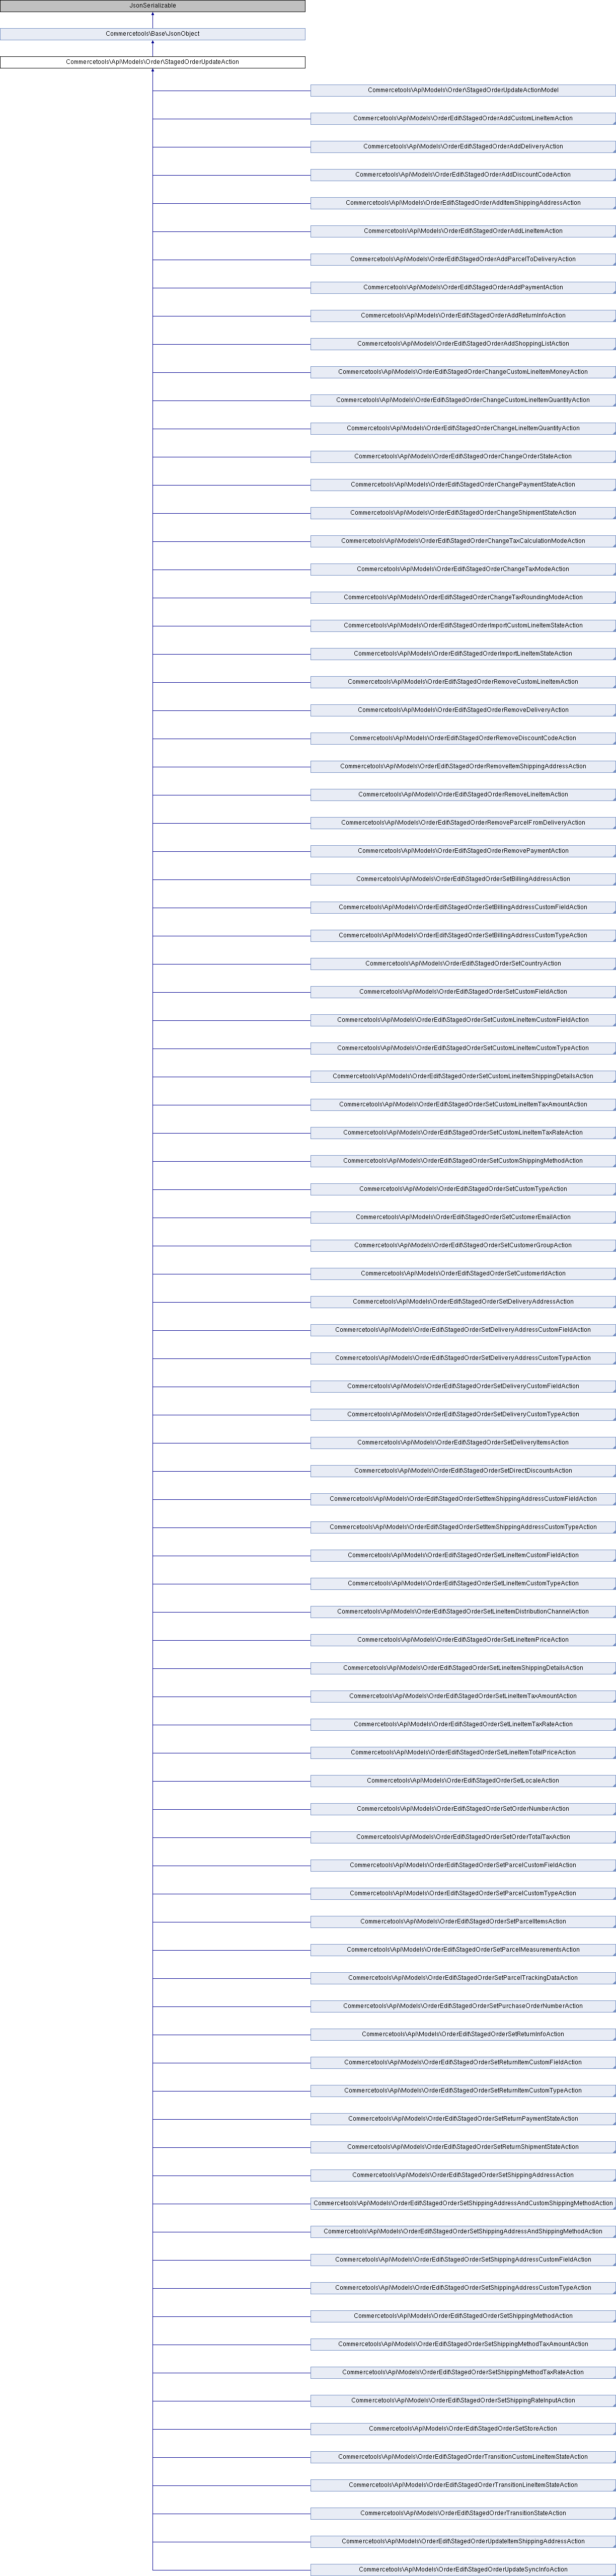 JsonSerializable
Commercetools\Base\JsonObject
Commercetools\Api\Models\Order\StagedOrderUpdateAction
Commercetools\Api\Models\Order\StagedOrderUpdateActionModel
Commercetools\Api\Models\OrderEdit\StagedOrderAddCustomLineItemAction
Commercetools\Api\Models\OrderEdit\StagedOrderAddDeliveryAction
Commercetools\Api\Models\OrderEdit\StagedOrderAddDiscountCodeAction
Commercetools\Api\Models\OrderEdit\StagedOrderAddItemShippingAddressAction
Commercetools\Api\Models\OrderEdit\StagedOrderAddLineItemAction
Commercetools\Api\Models\OrderEdit\StagedOrderAddParcelToDeliveryAction
Commercetools\Api\Models\OrderEdit\StagedOrderAddPaymentAction
Commercetools\Api\Models\OrderEdit\StagedOrderAddReturnInfoAction
Commercetools\Api\Models\OrderEdit\StagedOrderAddShoppingListAction
Commercetools\Api\Models\OrderEdit\StagedOrderChangeCustomLineItemMoneyAction
Commercetools\Api\Models\OrderEdit\StagedOrderChangeCustomLineItemQuantityAction
Commercetools\Api\Models\OrderEdit\StagedOrderChangeLineItemQuantityAction
Commercetools\Api\Models\OrderEdit\StagedOrderChangeOrderStateAction
Commercetools\Api\Models\OrderEdit\StagedOrderChangePaymentStateAction
Commercetools\Api\Models\OrderEdit\StagedOrderChangeShipmentStateAction
Commercetools\Api\Models\OrderEdit\StagedOrderChangeTaxCalculationModeAction
Commercetools\Api\Models\OrderEdit\StagedOrderChangeTaxModeAction
Commercetools\Api\Models\OrderEdit\StagedOrderChangeTaxRoundingModeAction
Commercetools\Api\Models\OrderEdit\StagedOrderImportCustomLineItemStateAction
Commercetools\Api\Models\OrderEdit\StagedOrderImportLineItemStateAction
Commercetools\Api\Models\OrderEdit\StagedOrderRemoveCustomLineItemAction
Commercetools\Api\Models\OrderEdit\StagedOrderRemoveDeliveryAction
Commercetools\Api\Models\OrderEdit\StagedOrderRemoveDiscountCodeAction
Commercetools\Api\Models\OrderEdit\StagedOrderRemoveItemShippingAddressAction
Commercetools\Api\Models\OrderEdit\StagedOrderRemoveLineItemAction
Commercetools\Api\Models\OrderEdit\StagedOrderRemoveParcelFromDeliveryAction
Commercetools\Api\Models\OrderEdit\StagedOrderRemovePaymentAction
Commercetools\Api\Models\OrderEdit\StagedOrderSetBillingAddressAction
Commercetools\Api\Models\OrderEdit\StagedOrderSetBillingAddressCustomFieldAction
Commercetools\Api\Models\OrderEdit\StagedOrderSetBillingAddressCustomTypeAction
Commercetools\Api\Models\OrderEdit\StagedOrderSetCountryAction
Commercetools\Api\Models\OrderEdit\StagedOrderSetCustomFieldAction
Commercetools\Api\Models\OrderEdit\StagedOrderSetCustomLineItemCustomFieldAction
Commercetools\Api\Models\OrderEdit\StagedOrderSetCustomLineItemCustomTypeAction
Commercetools\Api\Models\OrderEdit\StagedOrderSetCustomLineItemShippingDetailsAction
Commercetools\Api\Models\OrderEdit\StagedOrderSetCustomLineItemTaxAmountAction
Commercetools\Api\Models\OrderEdit\StagedOrderSetCustomLineItemTaxRateAction
Commercetools\Api\Models\OrderEdit\StagedOrderSetCustomShippingMethodAction
Commercetools\Api\Models\OrderEdit\StagedOrderSetCustomTypeAction
Commercetools\Api\Models\OrderEdit\StagedOrderSetCustomerEmailAction
Commercetools\Api\Models\OrderEdit\StagedOrderSetCustomerGroupAction
Commercetools\Api\Models\OrderEdit\StagedOrderSetCustomerIdAction
Commercetools\Api\Models\OrderEdit\StagedOrderSetDeliveryAddressAction
Commercetools\Api\Models\OrderEdit\StagedOrderSetDeliveryAddressCustomFieldAction
Commercetools\Api\Models\OrderEdit\StagedOrderSetDeliveryAddressCustomTypeAction
Commercetools\Api\Models\OrderEdit\StagedOrderSetDeliveryCustomFieldAction
Commercetools\Api\Models\OrderEdit\StagedOrderSetDeliveryCustomTypeAction
Commercetools\Api\Models\OrderEdit\StagedOrderSetDeliveryItemsAction
Commercetools\Api\Models\OrderEdit\StagedOrderSetDirectDiscountsAction
Commercetools\Api\Models\OrderEdit\StagedOrderSetItemShippingAddressCustomFieldAction
Commercetools\Api\Models\OrderEdit\StagedOrderSetItemShippingAddressCustomTypeAction
Commercetools\Api\Models\OrderEdit\StagedOrderSetLineItemCustomFieldAction
Commercetools\Api\Models\OrderEdit\StagedOrderSetLineItemCustomTypeAction
Commercetools\Api\Models\OrderEdit\StagedOrderSetLineItemDistributionChannelAction
Commercetools\Api\Models\OrderEdit\StagedOrderSetLineItemPriceAction
Commercetools\Api\Models\OrderEdit\StagedOrderSetLineItemShippingDetailsAction
Commercetools\Api\Models\OrderEdit\StagedOrderSetLineItemTaxAmountAction
Commercetools\Api\Models\OrderEdit\StagedOrderSetLineItemTaxRateAction
Commercetools\Api\Models\OrderEdit\StagedOrderSetLineItemTotalPriceAction
Commercetools\Api\Models\OrderEdit\StagedOrderSetLocaleAction
Commercetools\Api\Models\OrderEdit\StagedOrderSetOrderNumberAction
Commercetools\Api\Models\OrderEdit\StagedOrderSetOrderTotalTaxAction
Commercetools\Api\Models\OrderEdit\StagedOrderSetParcelCustomFieldAction
Commercetools\Api\Models\OrderEdit\StagedOrderSetParcelCustomTypeAction
Commercetools\Api\Models\OrderEdit\StagedOrderSetParcelItemsAction
Commercetools\Api\Models\OrderEdit\StagedOrderSetParcelMeasurementsAction
Commercetools\Api\Models\OrderEdit\StagedOrderSetParcelTrackingDataAction
Commercetools\Api\Models\OrderEdit\StagedOrderSetPurchaseOrderNumberAction
Commercetools\Api\Models\OrderEdit\StagedOrderSetReturnInfoAction
Commercetools\Api\Models\OrderEdit\StagedOrderSetReturnItemCustomFieldAction
Commercetools\Api\Models\OrderEdit\StagedOrderSetReturnItemCustomTypeAction
Commercetools\Api\Models\OrderEdit\StagedOrderSetReturnPaymentStateAction
Commercetools\Api\Models\OrderEdit\StagedOrderSetReturnShipmentStateAction
Commercetools\Api\Models\OrderEdit\StagedOrderSetShippingAddressAction
Commercetools\Api\Models\OrderEdit\StagedOrderSetShippingAddressAndCustomShippingMethodAction
Commercetools\Api\Models\OrderEdit\StagedOrderSetShippingAddressAndShippingMethodAction
Commercetools\Api\Models\OrderEdit\StagedOrderSetShippingAddressCustomFieldAction
Commercetools\Api\Models\OrderEdit\StagedOrderSetShippingAddressCustomTypeAction
Commercetools\Api\Models\OrderEdit\StagedOrderSetShippingMethodAction
Commercetools\Api\Models\OrderEdit\StagedOrderSetShippingMethodTaxAmountAction
Commercetools\Api\Models\OrderEdit\StagedOrderSetShippingMethodTaxRateAction
Commercetools\Api\Models\OrderEdit\StagedOrderSetShippingRateInputAction
Commercetools\Api\Models\OrderEdit\StagedOrderSetStoreAction
Commercetools\Api\Models\OrderEdit\StagedOrderTransitionCustomLineItemStateAction
Commercetools\Api\Models\OrderEdit\StagedOrderTransitionLineItemStateAction
Commercetools\Api\Models\OrderEdit\StagedOrderTransitionStateAction
Commercetools\Api\Models\OrderEdit\StagedOrderUpdateItemShippingAddressAction
Commercetools\Api\Models\OrderEdit\StagedOrderUpdateSyncInfoAction